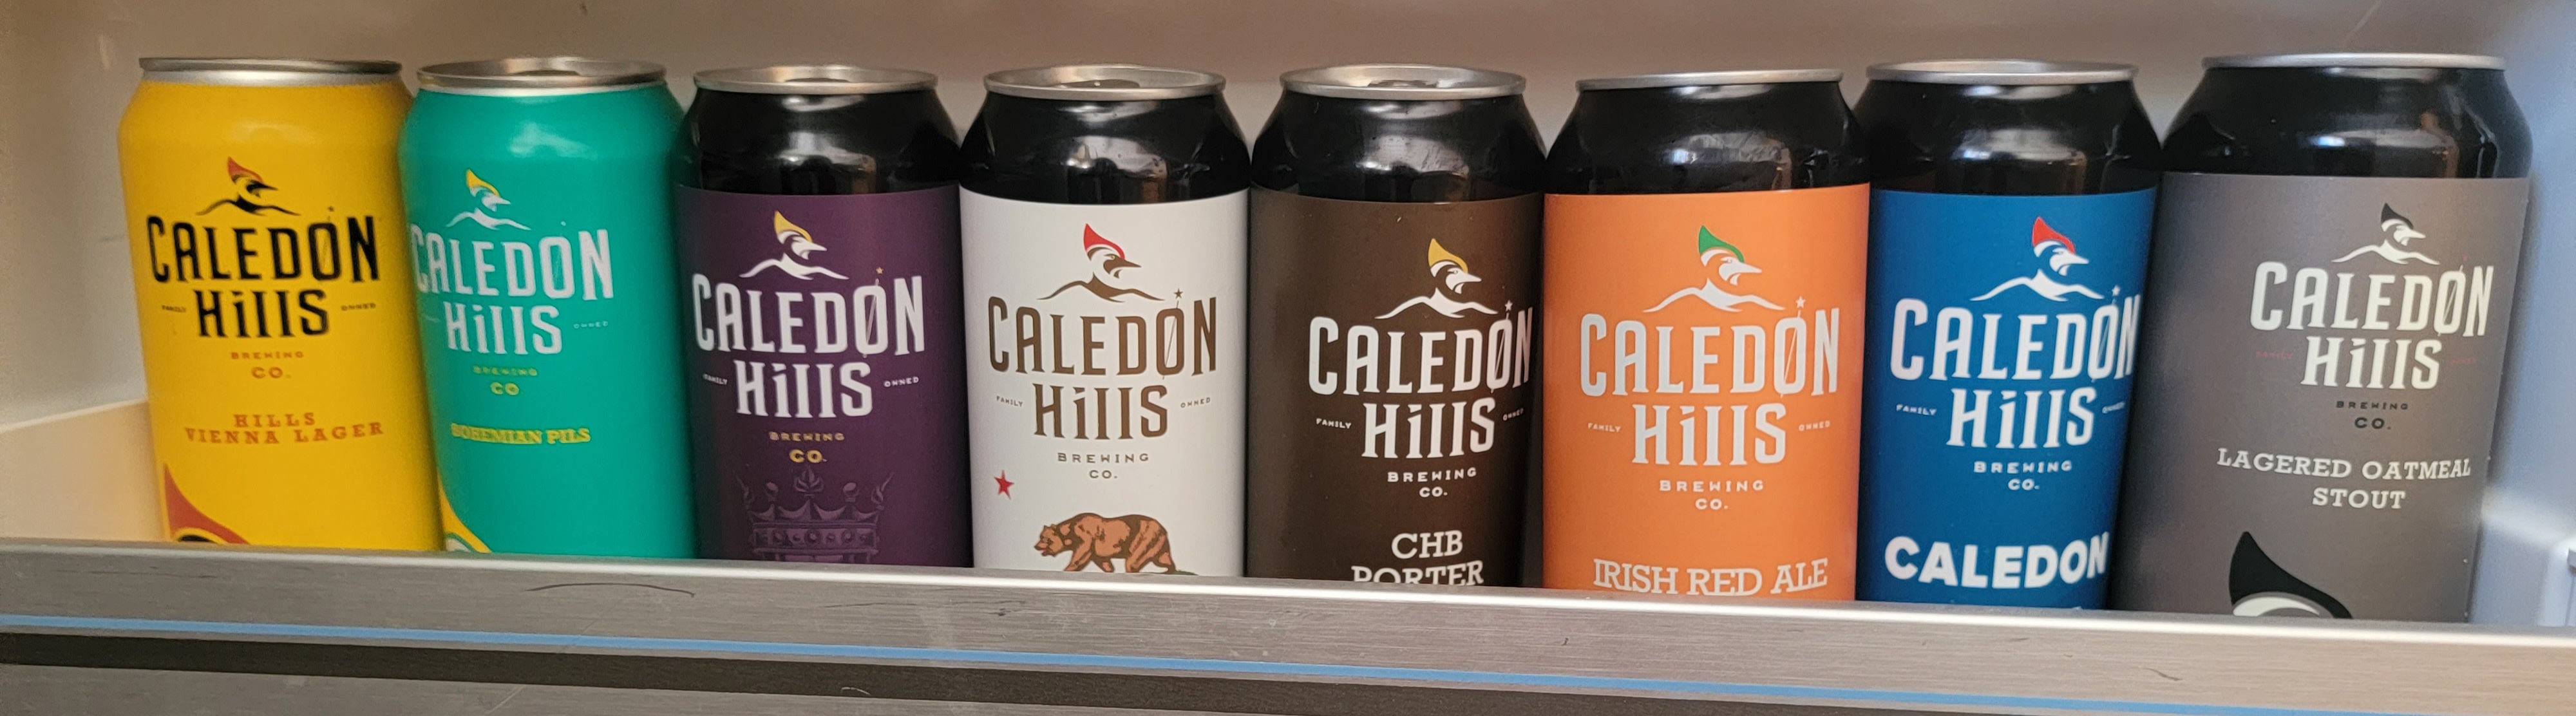 CALEDON
HillS
FAMILY OWNED
BREWING
CO.
HILLS
VIENNA LAGER
CALEDON
HillS
OWNED
BREWING
CO
BOHEMIAN PILS
CALEDON
HillS
FAMILY OWNED
BREWING
CO.
CALEDON
HillS
FAMILY OWNED
BREWING
CO.
CALEDON
HillS
FAMILY OWNED
BREWING
CO.
CHB
PORTER
CALEDON
HillS
FAMILY OWNED
BREWING
CO.
IRISH RED ALE
CALEDON
HillS
FAMILY
BREWING
CO.
CALEDON
CALEDON
HillS
FAMILY
BREWING
CO.
LAGERED OATMEAL
STOUT